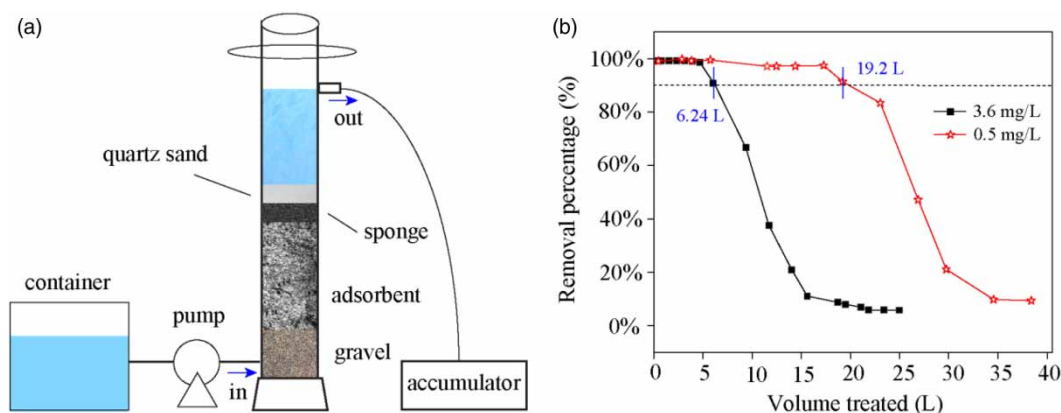 (a)
quartz sand
out
sponge
container
adsorbent
pump
gravel
in
accumulator
(b)
100%
80%
60%
40%
20%
0%
Removal percentage (%)
19.2 L
6.24 L
3.6 mg/L
0.5 mg/L
0 5 10 15 20 25 30 35 40
Volume treated (L)